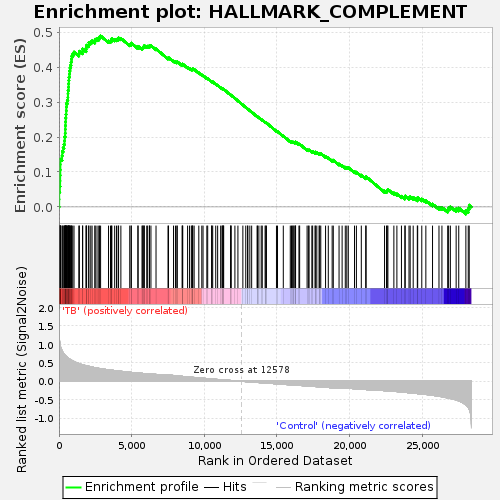 Enrichment plot: HALLMARK_COMPLEMENT
Enrichment score (ES)
0.5
0.4
0.3
0.2
0.1
0.0
Ranked list metric (Signal2Noise)
'TB' (positively correlated)
2.0
1.5
1.0
0.5
0.0
-0.5
-1.0
Zero cross at 12578
'Control' (negatively correlated)
0
5,000
10,000
15,000
20,000
25,000
Rank in Ordered Dataset
Enrichment profile
Hits
Ranking metric scores